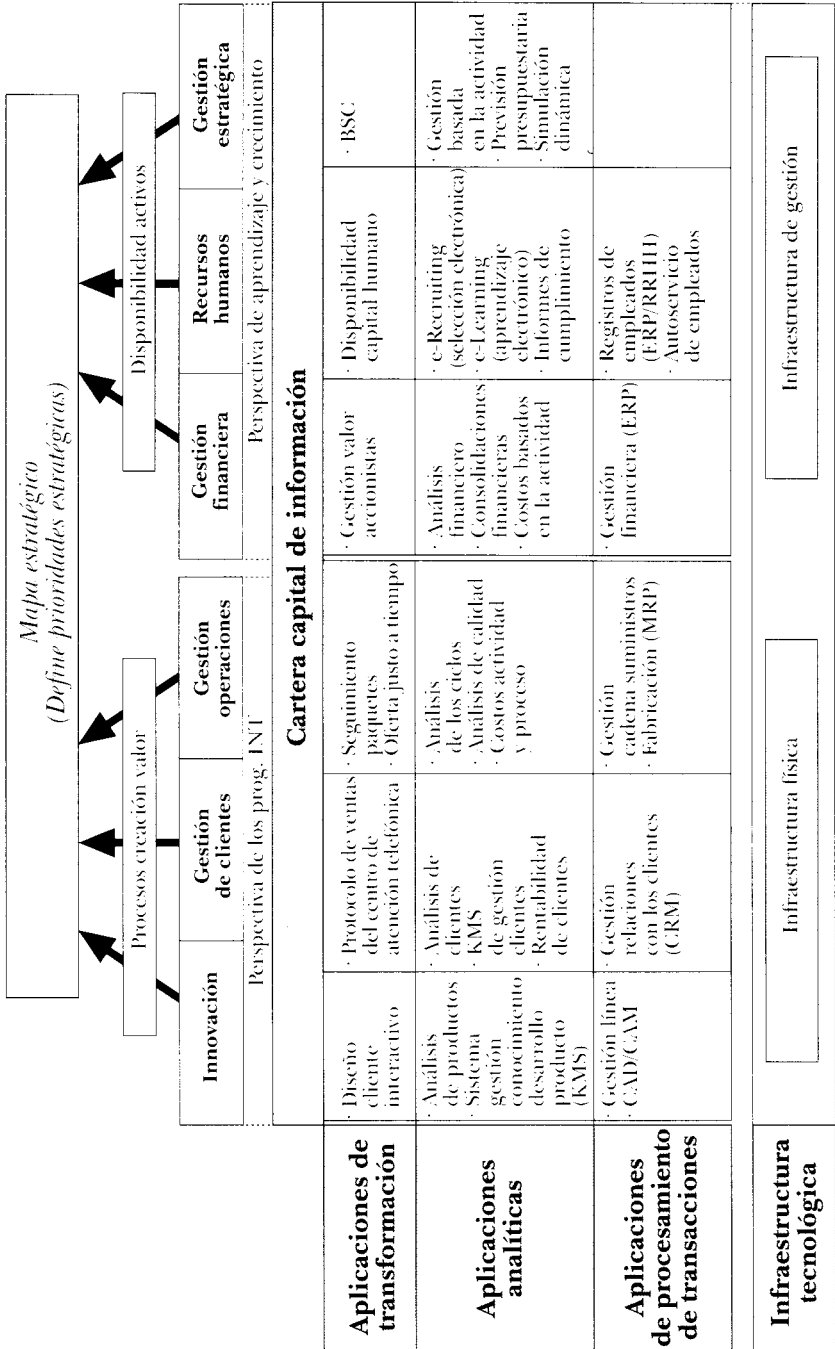 Mapa estratégico
(Define prioridades estratégicas)
Procesos creación valor
Disponibilidad activos
Innovación
Gestión
de clientes
Gestión
operaciones
Gestión
financiera
Recursos
humanos
Gestión
estratégica
Perspectiva de los prog. INT
Perspectiva de aprendizaje y crecimiento
Cartera capital de información
Aplicaciones de
transformación
· Diseño
cliente
interactivo
· Protocolo de ventas
del centro de
atención telefónica
· Seguimiento
paquetes
· Oferta justo a tiempo
· Gestión valor
accionistas
· Disponibilidad
capital humano
· BSC
Aplicaciones
analíticas
· Análisis
de productos
· Sistema
gestión
conocimiento
desarrollo
producto
(KMS)
· Análisis de
clientes
· KMS
de gestión
clientes
· Rentabilidad
de clientes
· Análisis
de los ciclos
· Análisis de calidad
· Costos actividad
y proceso
· Análisis
financiero
· Consolidaciones
financieras
· Costos basados
en la actividad
· e-Recruiting
(selección electrónica)
· e-Learning
(aprendizaje
electrónico)
· Informes de
cumplimiento
· Gestión
basada
en la actividad
· Previsión
presupuestaria
· Simulación
dinámica
Aplicaciones
de procesamiento
de transacciones
· Gestión línea
· CAD/CAM
· Gestión
relaciones
con los clientes
(CRM)
· Gestión
cadena suministros
· Fabricación (MRP)
· Gestión
financiera (ERP)
· Registros de
empleados
(ERP/RRHH)
· Autoservicio
de empleados
Infraestructura
tecnológica
Infraestructura física
Infraestructura de gestión